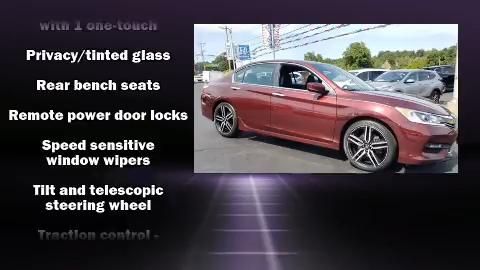 with 1 one-touch
Privacy/tinted glass
Rear bench seats
Remote power door locks
Speed sensitive
window wipers
Tilt and telescopic
steering wheel
Traction control -